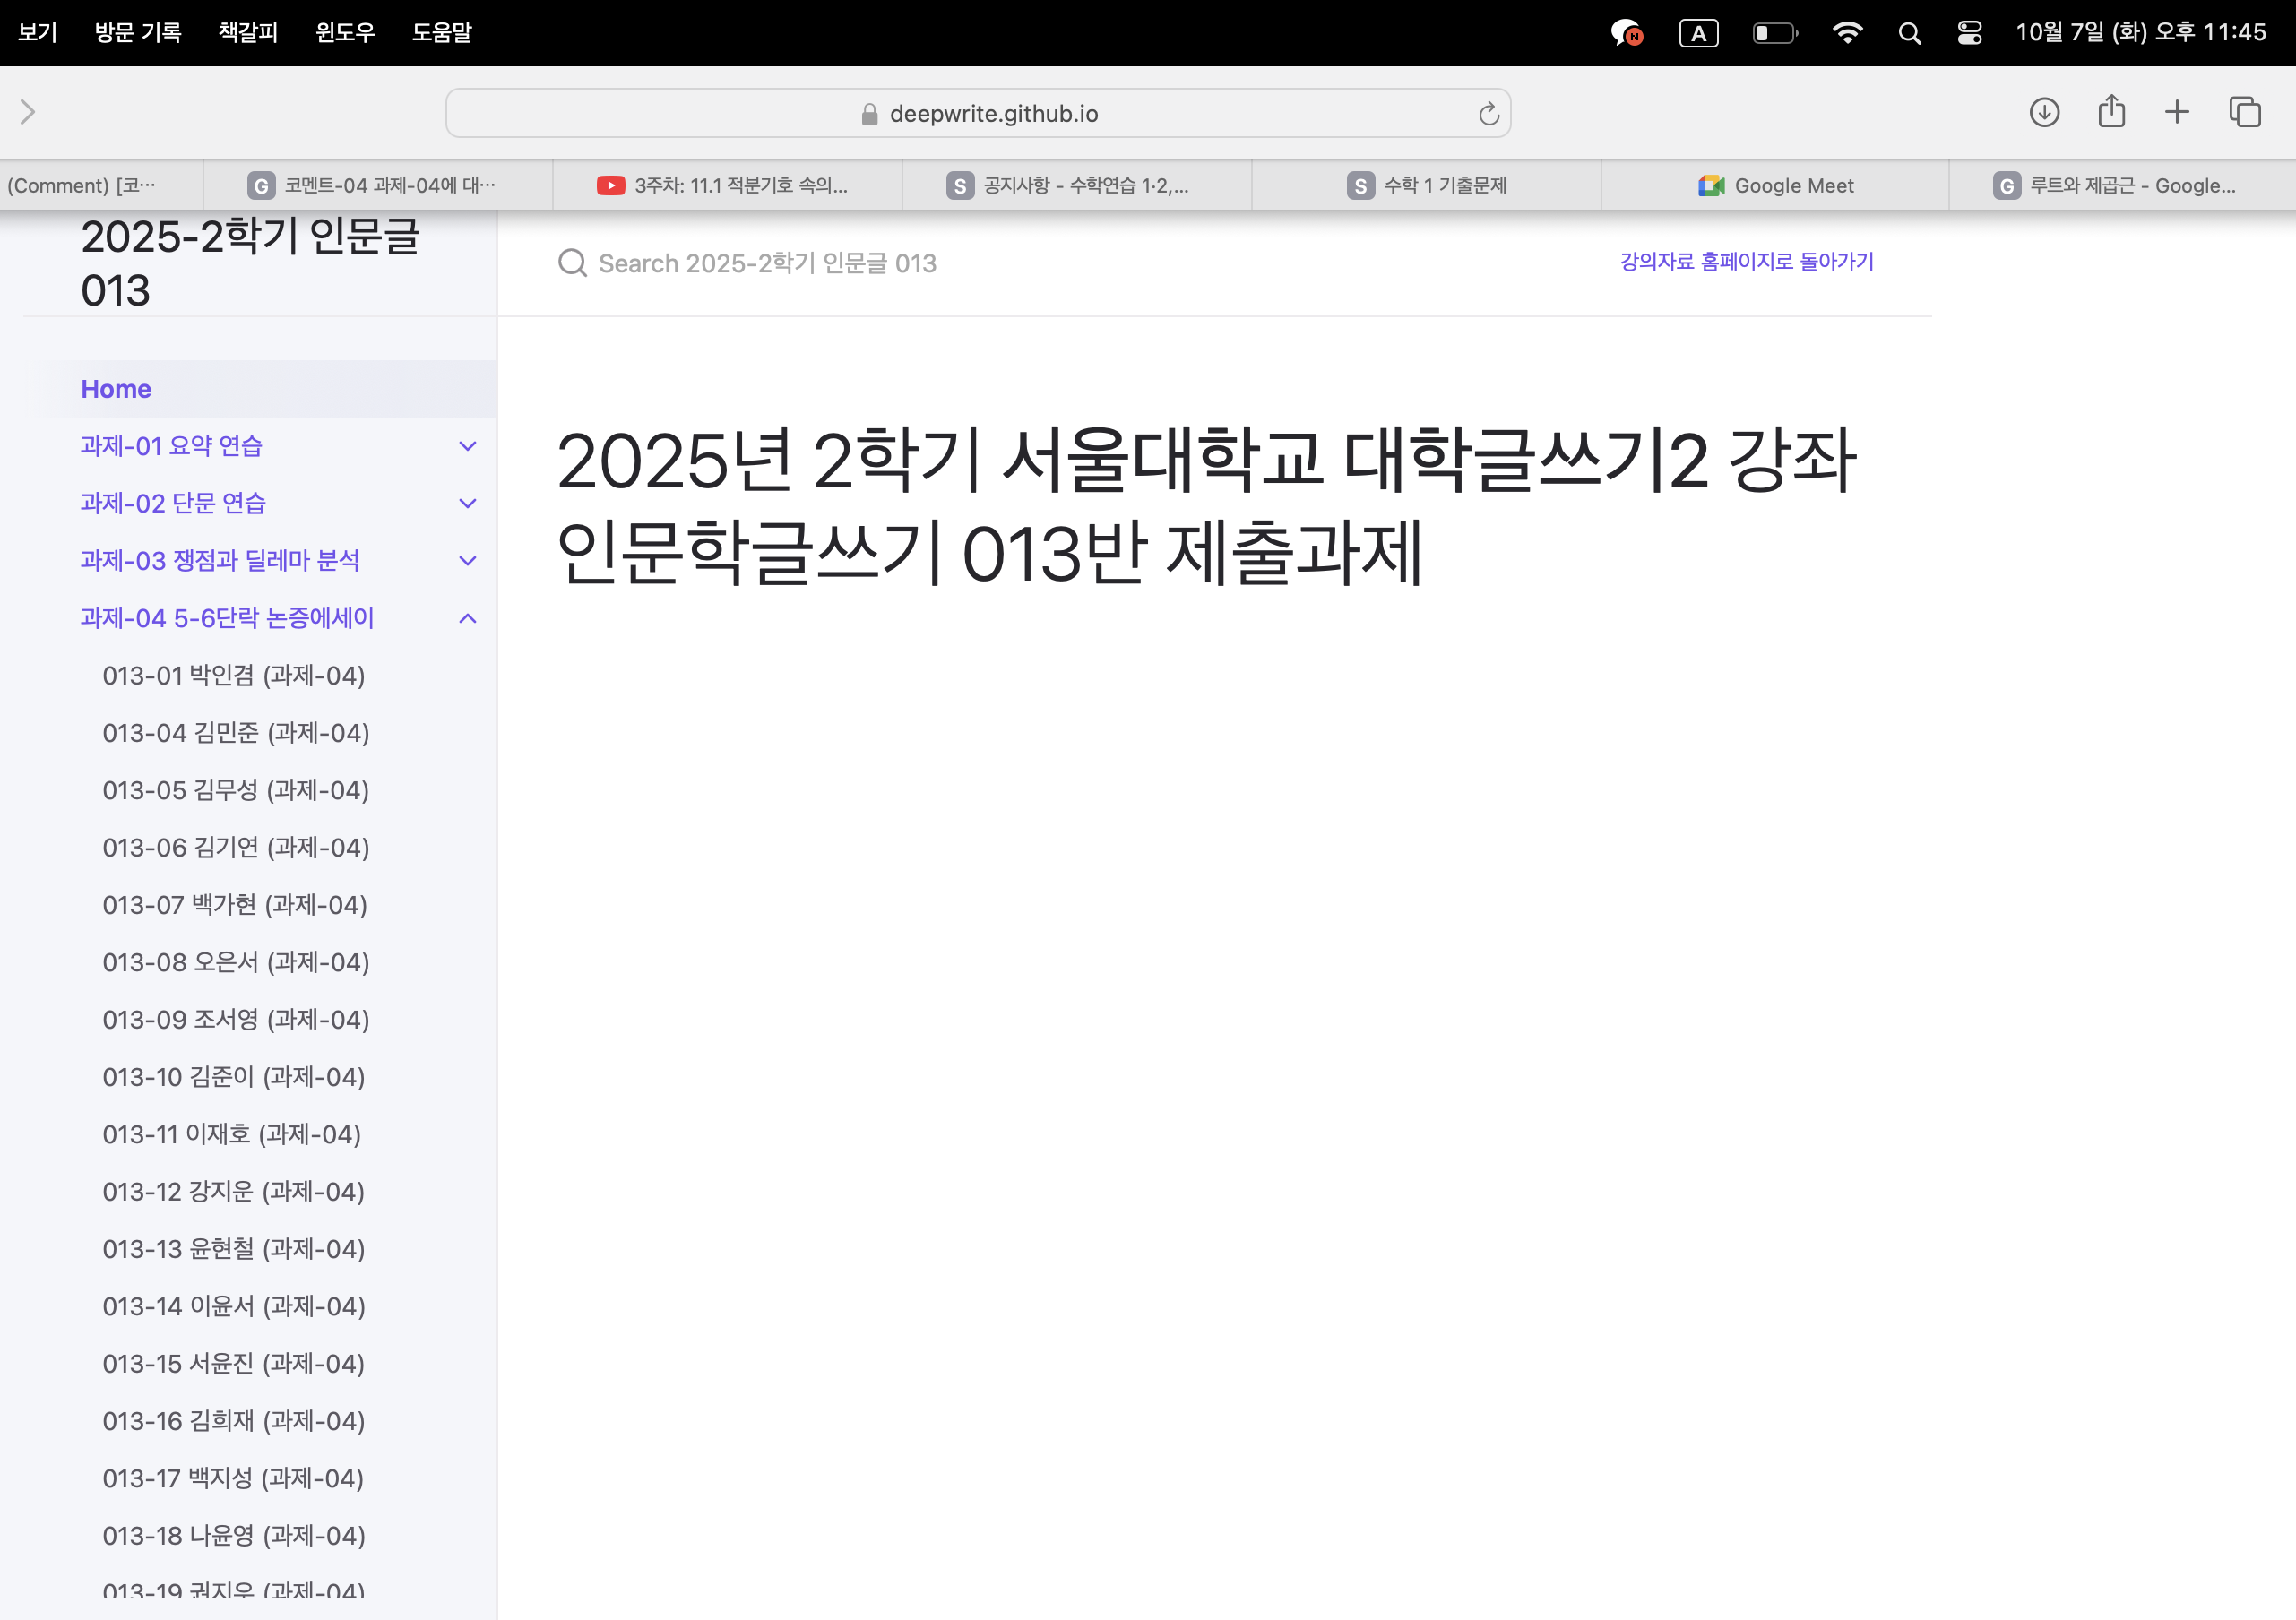 보기 방문 기록 책갈피 윈도우 도움말 A 10월 7일 (화) 오후 11:45
deepwrite.github.io
(Comment) [코… G 코멘트-04 과제-04에 대… 3주차: 11.1 적분기호 속의... S 공지사항 - 수학연습 1·2,... S 수학 1 기출문제 Google Meet G 루트와 제곱근 - Google...
2025-2학기 인문글
013
Search 2025-2학기 인문글 013 강의자료 홈페이지로 돌아가기
Home
과제-01 요약 연습
과제-02 단문 연습
과제-03 쟁점과 딜레마 분석
과제-04 5-6단락 논증에세이
013-01 박인겸 (과제-04)
013-04 김민준 (과제-04)
013-05 김무성 (과제-04)
013-06 김기연 (과제-04)
013-07 백가현 (과제-04)
013-08 오은서 (과제-04)
013-09 조서영 (과제-04)
013-10 김준이 (과제-04)
013-11 이재호 (과제-04)
013-12 강지운 (과제-04)
013-13 윤현철 (과제-04)
013-14 이윤서 (과제-04)
013-15 서윤진 (과제-04)
013-16 김희재 (과제-04)
013-17 백지성 (과제-04)
013-18 나윤영 (과제-04)
013-19 권지우 (과제-04)
2025년 2학기 서울대학교 대학글쓰기2 강좌
인문학글쓰기 013반 제출과제